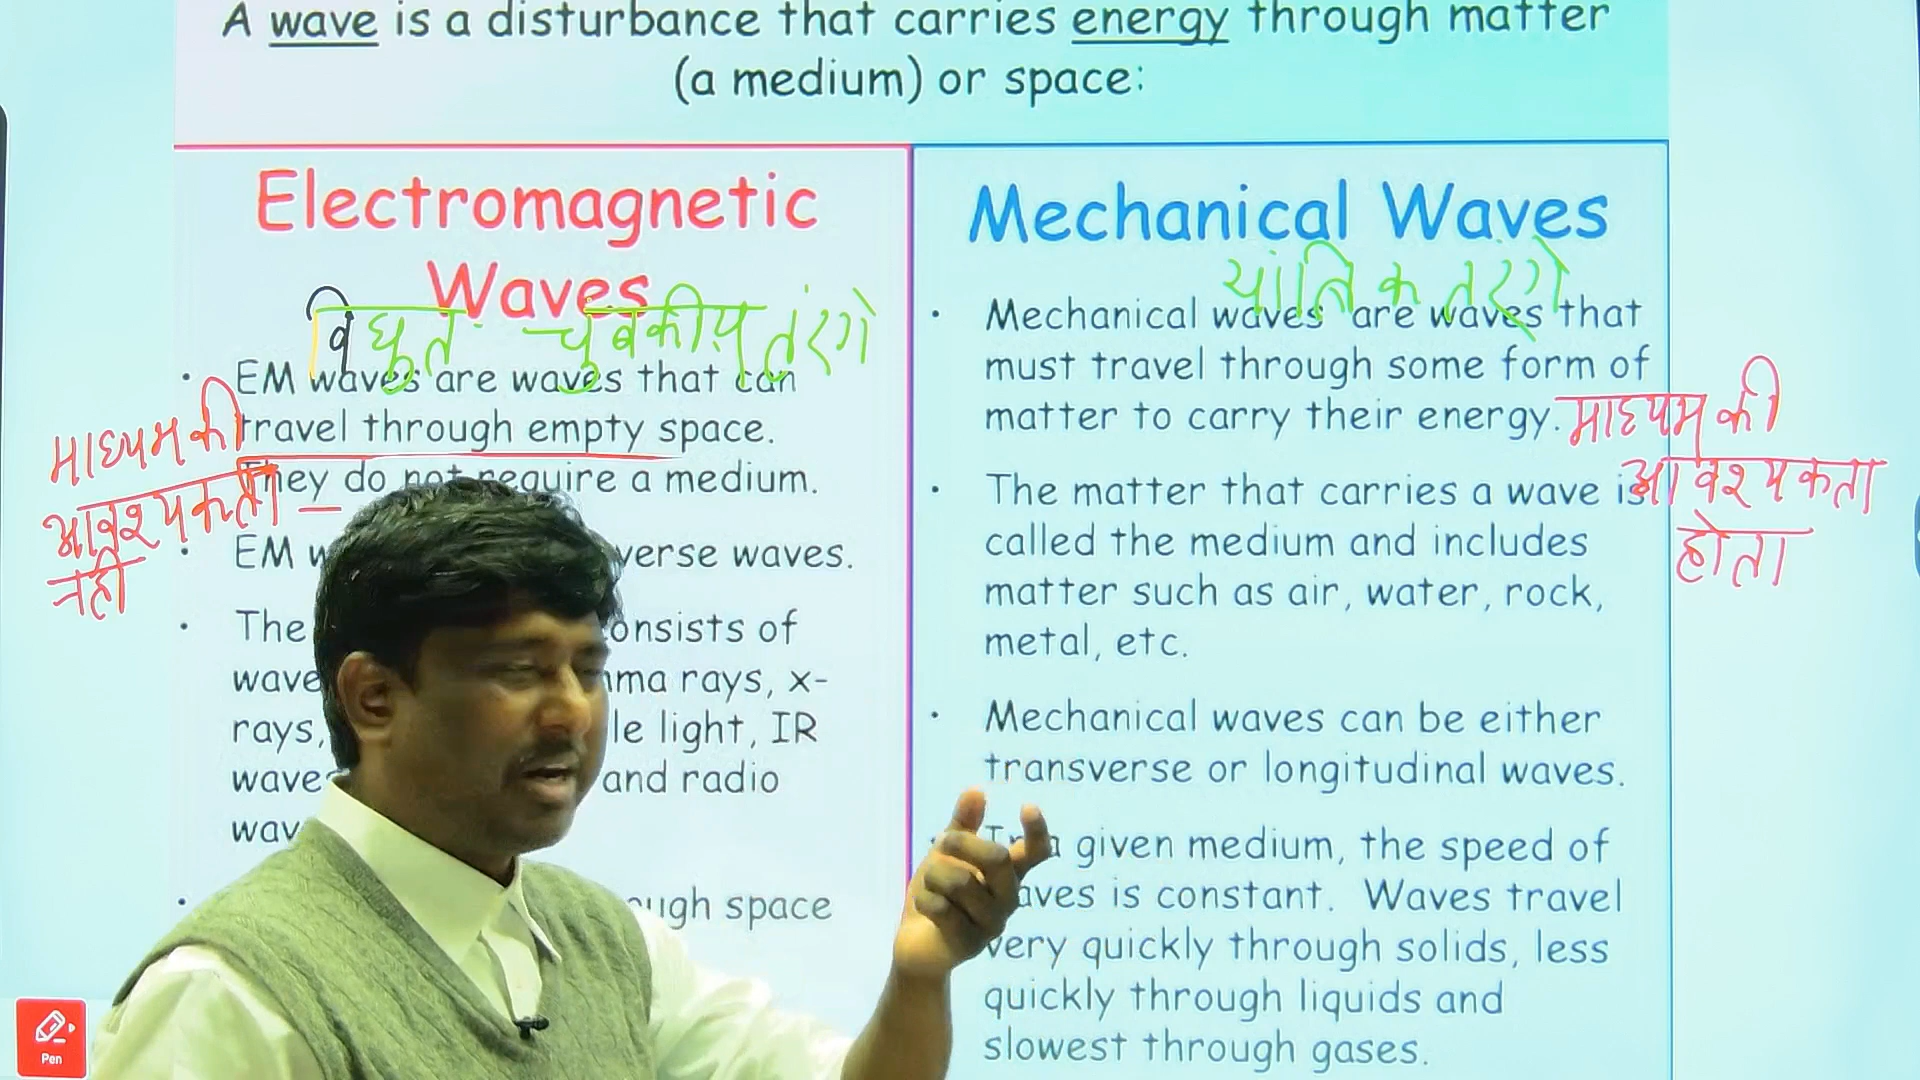 A wave is a disturbance that carries energy through matter
(a medium) or space:
Electromagnetic
Waves
विधूत चुबकीय तंरगे
EM waves are waves that can
travel through empty space.
They do not require a medium.
माध्यम की
आवश्यकता
नही
EM verse waves.
The onsists of
wave ma rays, x-
rays, le light, IR
wave and radio
wav
ugh space
Mechanical Waves
यांत्रिक तरंगे
Mechanical waves are waves that
must travel through some form of
matter to carry their energy.
माध्यम की
आवश्यकता
होता
The matter that carries a wave is
called the medium and includes
matter such as air, water, rock,
metal, etc.
Mechanical waves can be either
transverse or longitudinal waves.
In a given medium, the speed of
waves is constant. Waves travel
very quickly through solids, less
quickly through liquids and
slowest through gases.
Pen